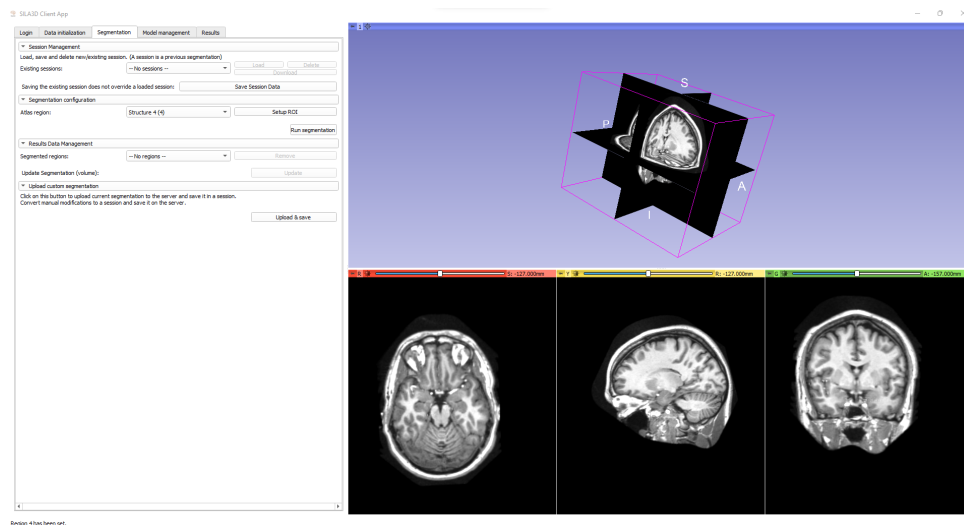 SILA3D Client App
Login Data initialization Segmentation Model management Results
Session Management
Load, save and delete new/existing session. (A session is a previous segmentation)
Existing sessions: -- No sessions -- Load Delete
Download
Saving the existing session does not override a loaded session: Save Session Data
Segmentation configuration
Atlas region: Structure 4 (4) Setup ROI
Run segmentation
Results Data Management
Segmented regions: -- No regions -- Remove
Update Segmentation (volume): Update
Upload custom segmentation
Click on this button to upload current segmentation to the server and save it in a session.
Convert manual modifications to a session and save it on the server.
Upload & save
Region 4 has been set.
1
S
P
A
I
R S: -127.000mm
Y R: -127.000mm
G A: -157.000mm